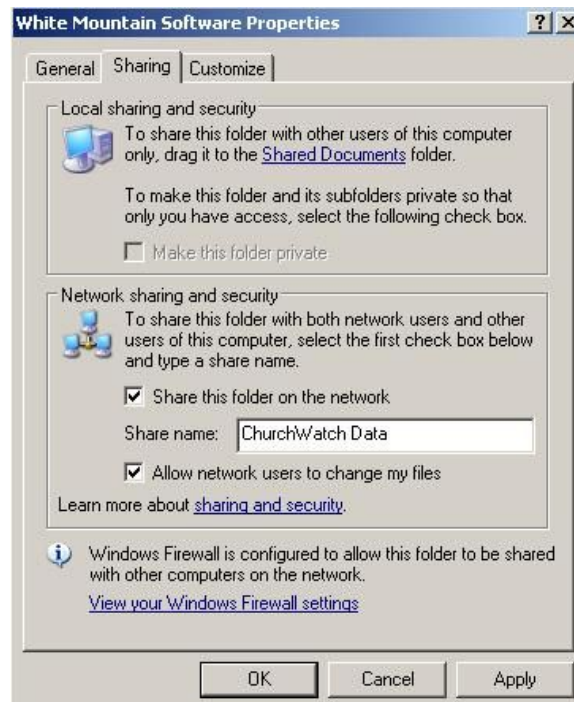 White Mountain Software Properties
General Sharing Customize
Local sharing and security
To share this folder with other users of this computer
only, drag it to the Shared Documents folder.
To make this folder and its subfolders private so that
only you have access, select the following check box.
Make this folder private
Network sharing and security
To share this folder with both network users and other
users of this computer, select the first check box below
and type a share name.
Share this folder on the network
Share name: ChurchWatch Data
Allow network users to change my files
Learn more about sharing and security.
Windows Firewall is configured to allow this folder to be shared
with other computers on the network.
View your Windows Firewall settings
OK Cancel Apply